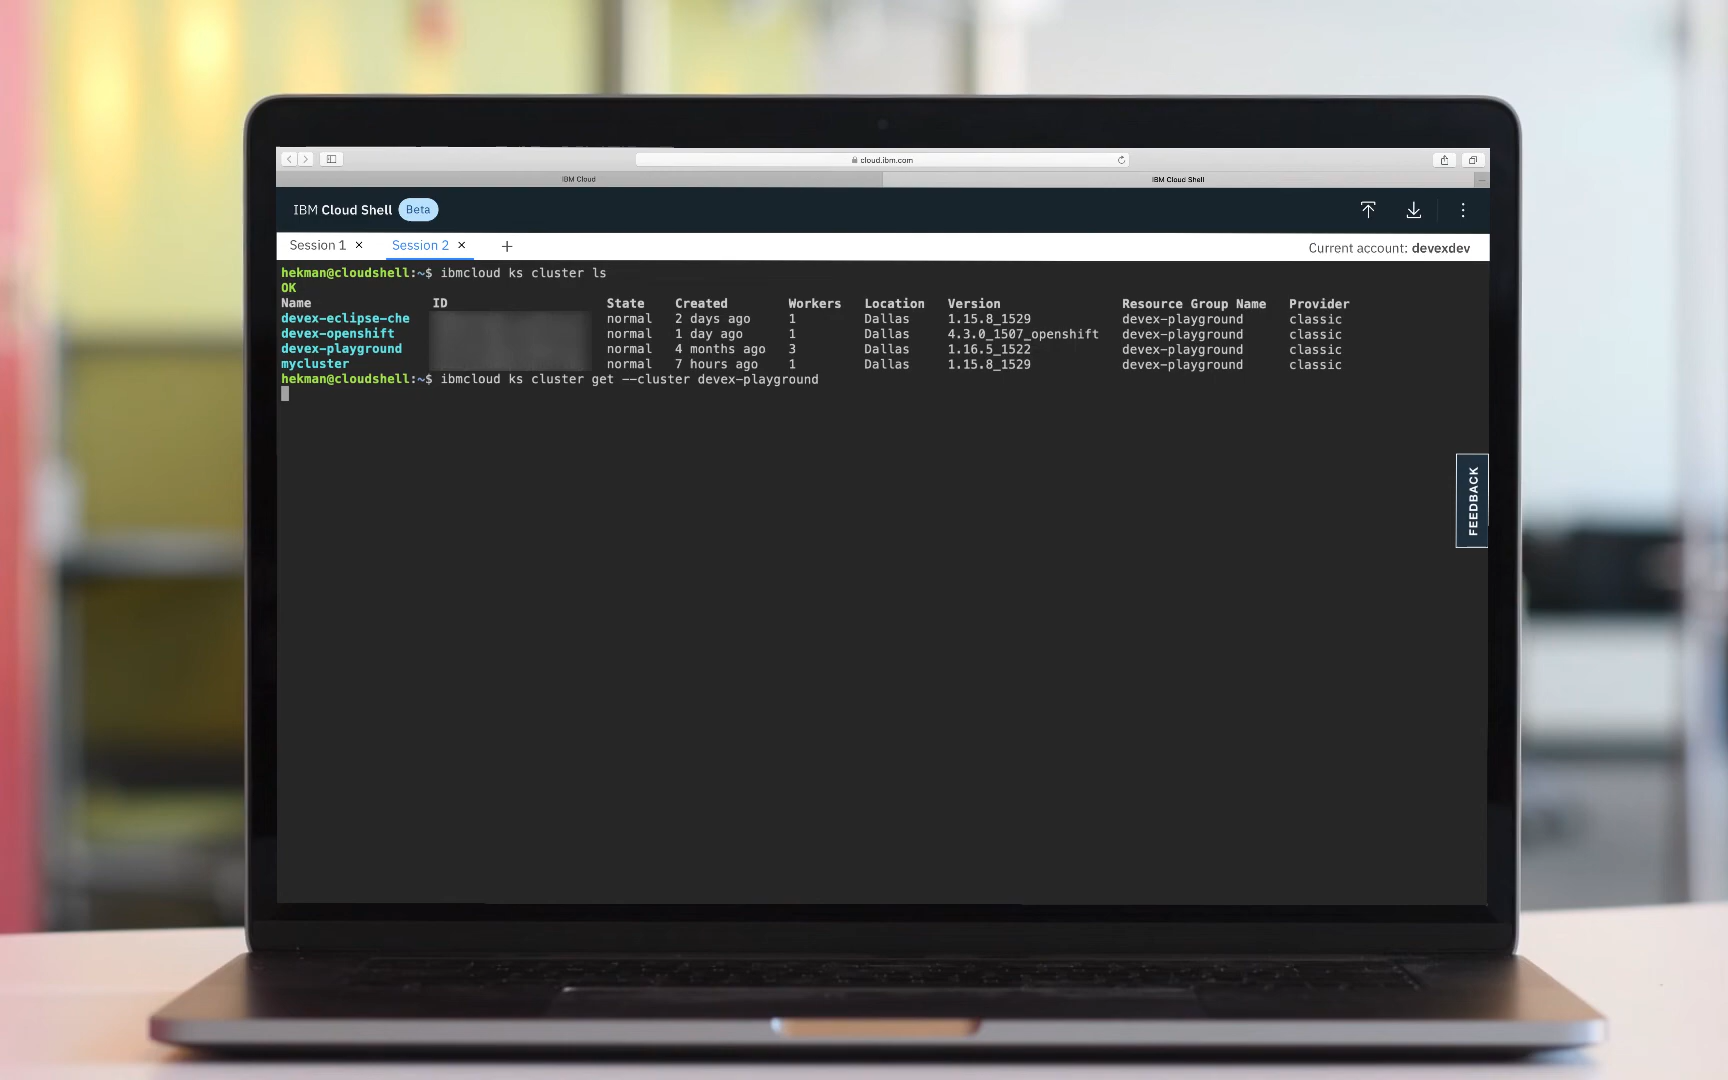 cloud.ibm.com
IBM Cloud
IBM Cloud Shell
IBM Cloud Shell Beta
Session 1 × Session 2 × +
Current account: devexdev
hekman@cloudshell:~$ ibmcloud ks cluster ls
OK
Name ID State Created Workers Location Version Resource Group Name Provider
devex-eclipse-che normal 2 days ago 1 Dallas 1.15.8_1529 devex-playground classic
devex-openshift normal 1 day ago 1 Dallas 4.3.0_1507_openshift devex-playground classic
devex-playground normal 4 months ago 3 Dallas 1.16.5_1522 devex-playground classic
mycluster normal 7 hours ago 1 Dallas 1.15.8_1529 devex-playground classic
hekman@cloudshell:~$ ibmcloud ks cluster get --cluster devex-playground
FEEDBACK